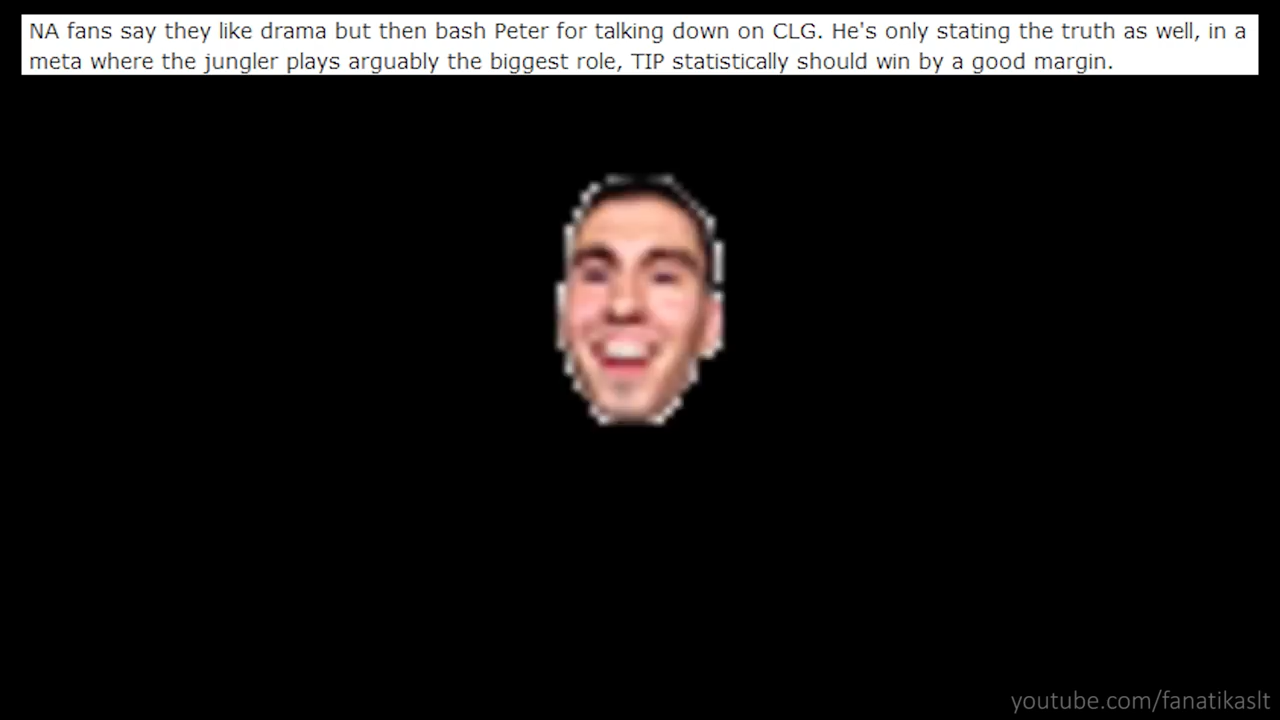 NA fans say they like drama but then bash Peter for talking down on CLG. He's only stating the truth as well, in a
meta where the jungler plays arguably the biggest role, TIP statistically should win by a good margin.
youtube.com/fanatikaslt